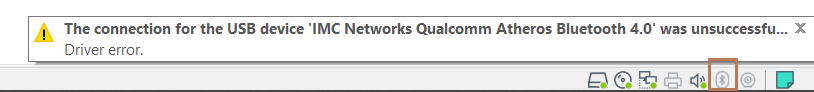 The connection for the USB device 'IMC Networks Qualcomm Atheros Bluetooth 4.0' was unsuccessfu...
Driver error.